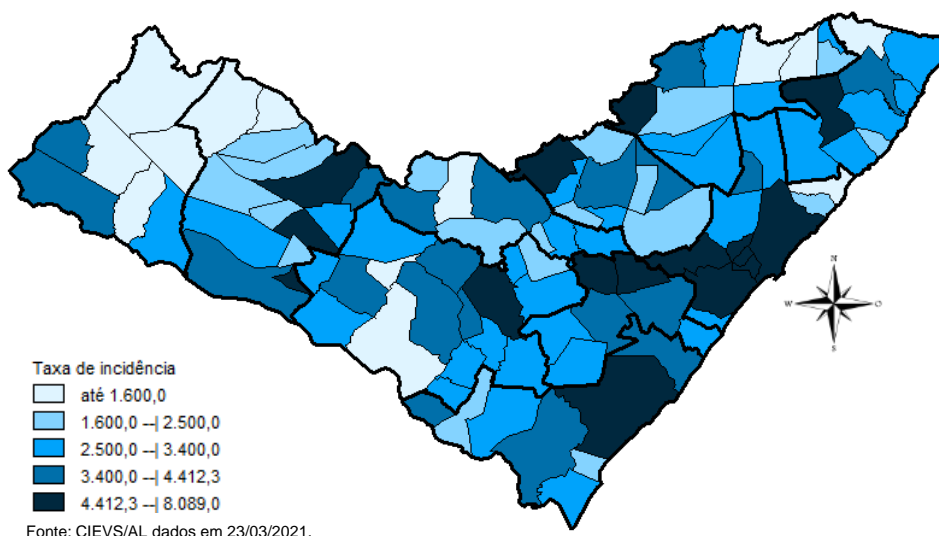 N
W
O
S
Taxa de incidência
até 1.600,0
1.600,0 --| 2.500,0
2.500,0 --| 3.400,0
3.400,0 --| 4.412,3
4.412,3 --| 8.089,0
Fonte: CIEVS/AL dados em 23/03/2021.